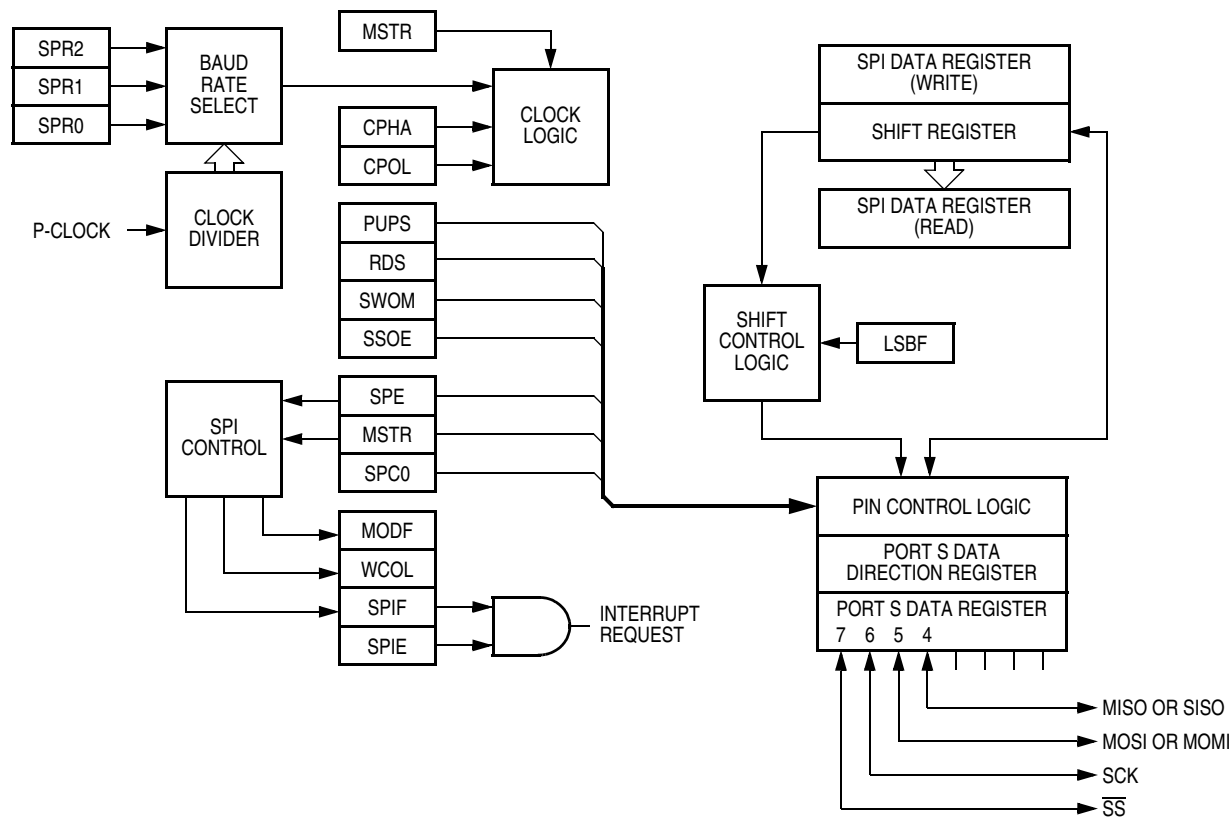 SPR2
SPR1
SPR0
BAUD
RATE
SELECT
P-CLOCK
CLOCK
DIVIDER
MSTR
CPHA
CPOL
CLOCK
LOGIC
PUPS
RDS
SWOM
SSOE
SPE
MSTR
SPC0
SPI
CONTROL
MODF
WCOL
SPIF
SPIE
INTERRUPT
REQUEST
SPI DATA REGISTER
(WRITE)
SHIFT REGISTER
SPI DATA REGISTER
(READ)
SHIFT
CONTROL
LOGIC
LSBF
PIN CONTROL LOGIC
PORT S DATA
DIRECTION REGISTER
PORT S DATA REGISTER
7 6 5 4
MISO OR SISO
MOSI OR MOMI
SCK
S̅S̅